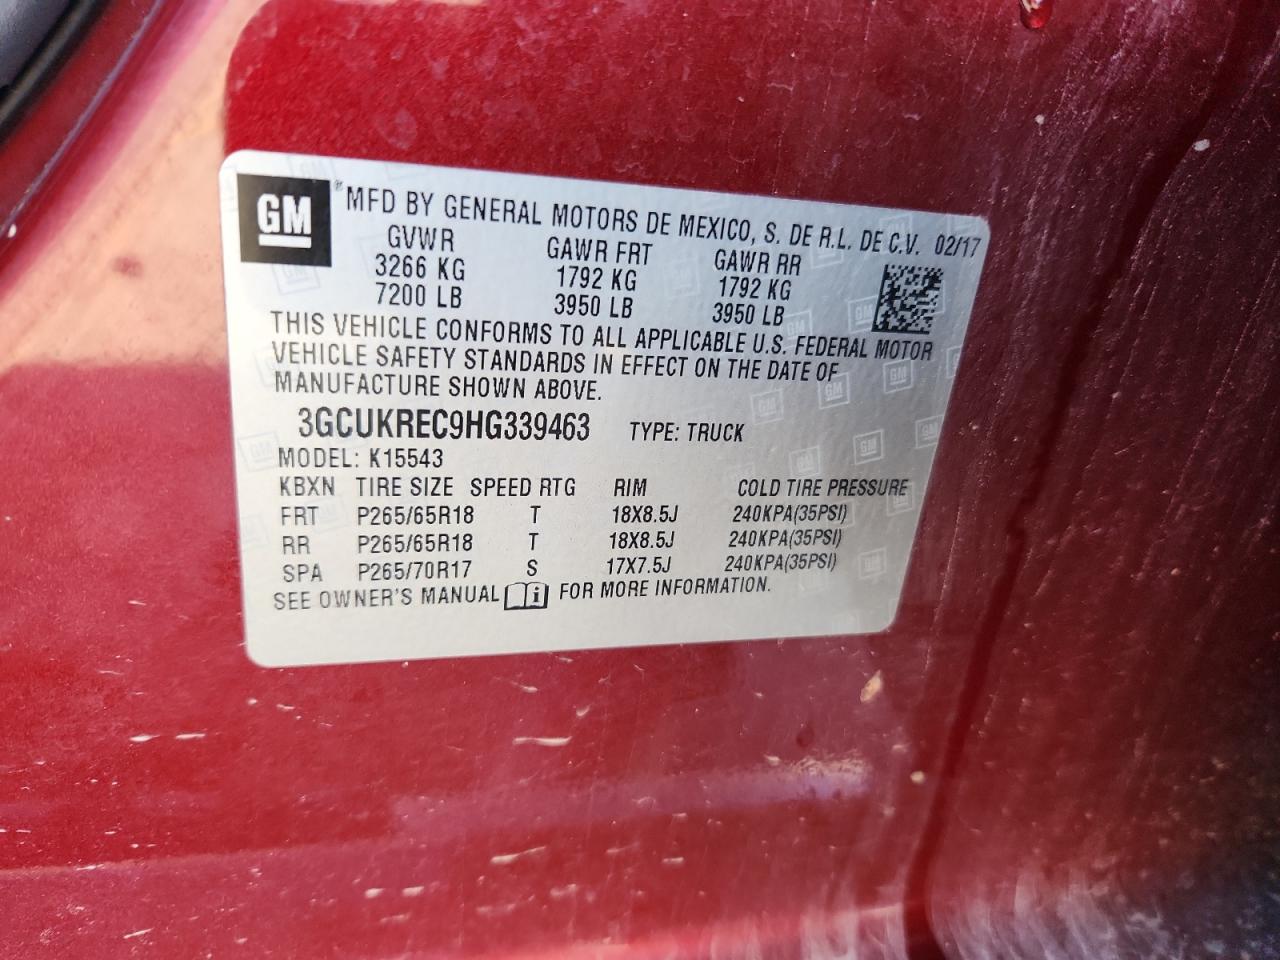 GM ® MFD BY GENERAL MOTORS DE MEXICO, S. DE R.L. DE C.V. 02/17
GVWR GAWR FRT GAWR RR
3266 KG 1792 KG 1792 KG
7200 LB 3950 LB 3950 LB
THIS VEHICLE CONFORMS TO ALL APPLICABLE U.S. FEDERAL MOTOR
VEHICLE SAFETY STANDARDS IN EFFECT ON THE DATE OF
MANUFACTURE SHOWN ABOVE.
3GCUKREC9HG339463 TYPE: TRUCK
MODEL: K15543
KBXN TIRE SIZE SPEED RTG RIM COLD TIRE PRESSURE
FRT P265/65R18 T 18X8.5J 240KPA(35PSI)
RR P265/65R18 T 18X8.5J 240KPA(35PSI)
SPA P265/70R17 S 17X7.5J 240KPA(35PSI)
SEE OWNER'S MANUAL i FOR MORE INFORMATION.